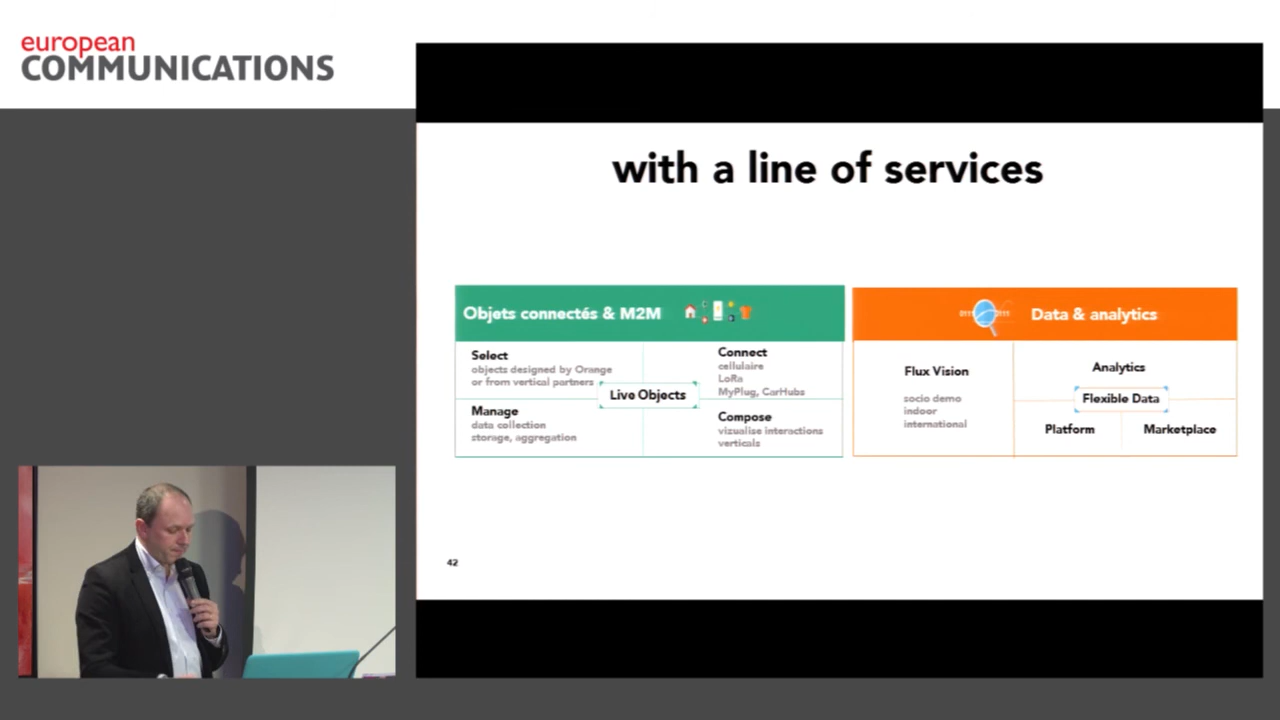 european
COMMUNICATIONS
with a line of services
Objets connectés & M2M
Select
objects designed by Orange
or from vertical partners
Connect
cellulaire
LoRa
MyPlug, CarHubs
Live Objects
Manage
data collection
storage, aggregation
Compose
vizualise interactions
verticals
Data & analytics
Flux Vision
socio demo
indoor
international
Analytics
Flexible Data
Platform
Marketplace
42